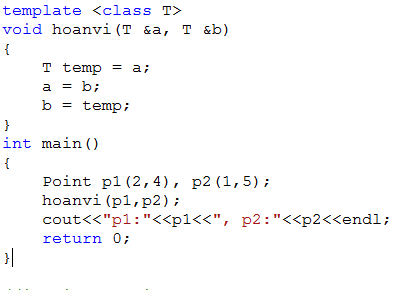 template <class T>
void hoanvi(T &a, T &b)
{
    T temp = a;
    a = b;
    b = temp;
}
int main()
{
    Point p1(2,4), p2(1,5);
    hoanvi(p1,p2);
    cout<<"p1:"<<p1<<", p2:"<<p2<<endl;
    return 0;
}